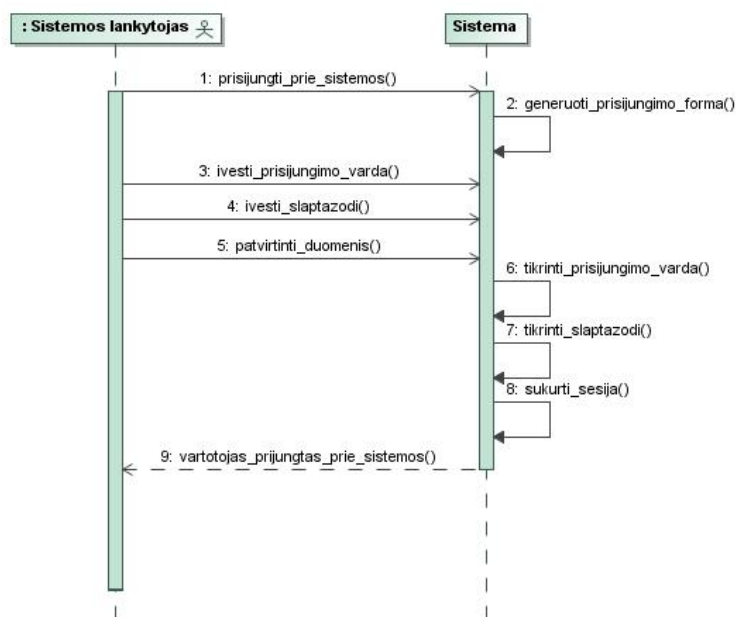 : Sistemos lankytojas
Sistema
1: prisijungti_prie_sistemos()
2: generuoti_prisijungimo_forma()
3: ivesti_prisijungimo_varda()
4: ivesti_slaptazodi()
5: patvirtinti_duomenis()
6: tikrinti_prisijungimo_varda()
7: tikrinti_slaptazodi()
8: sukurti_sesija()
9: vartotojas_prijungtas_prie_sistemos()